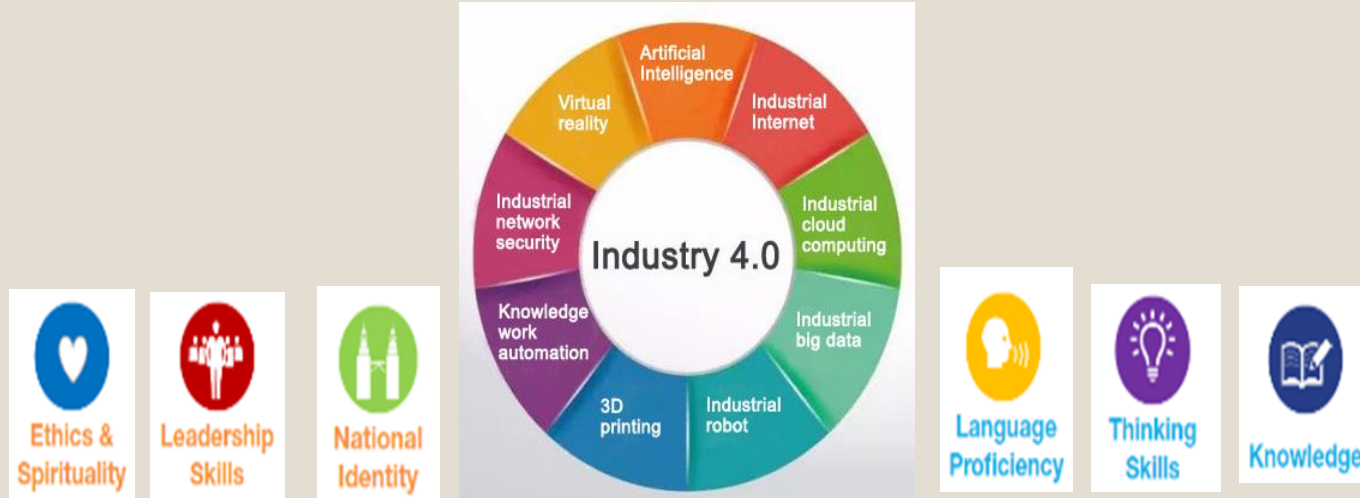 Artificial
Intelligence
Industrial
Internet
Industrial
cloud
computing
Industrial
big data
Industrial
robot
3D
printing
Knowledge
work
automation
Industrial
network
security
Virtual
reality
Industry 4.0
Ethics &
Spirituality
Leadership
Skills
National
Identity
Language
Proficiency
Thinking
Skills
Knowledge